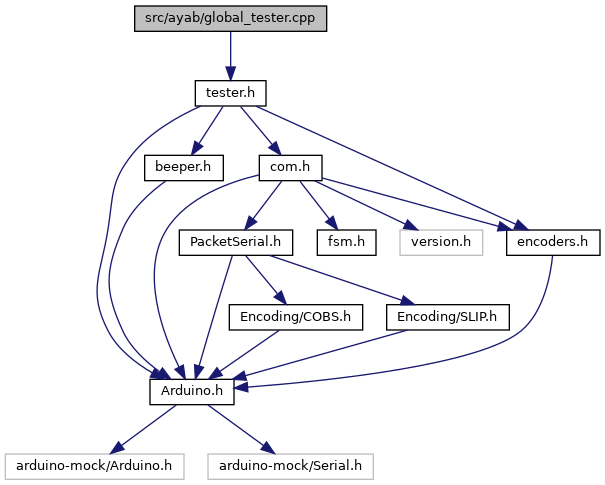 src/ayab/global_tester.cpp
tester.h
beeper.h
com.h
PacketSerial.h
fsm.h
version.h
encoders.h
Encoding/COBS.h
Encoding/SLIP.h
Arduino.h
arduino-mock/Arduino.h
arduino-mock/Serial.h